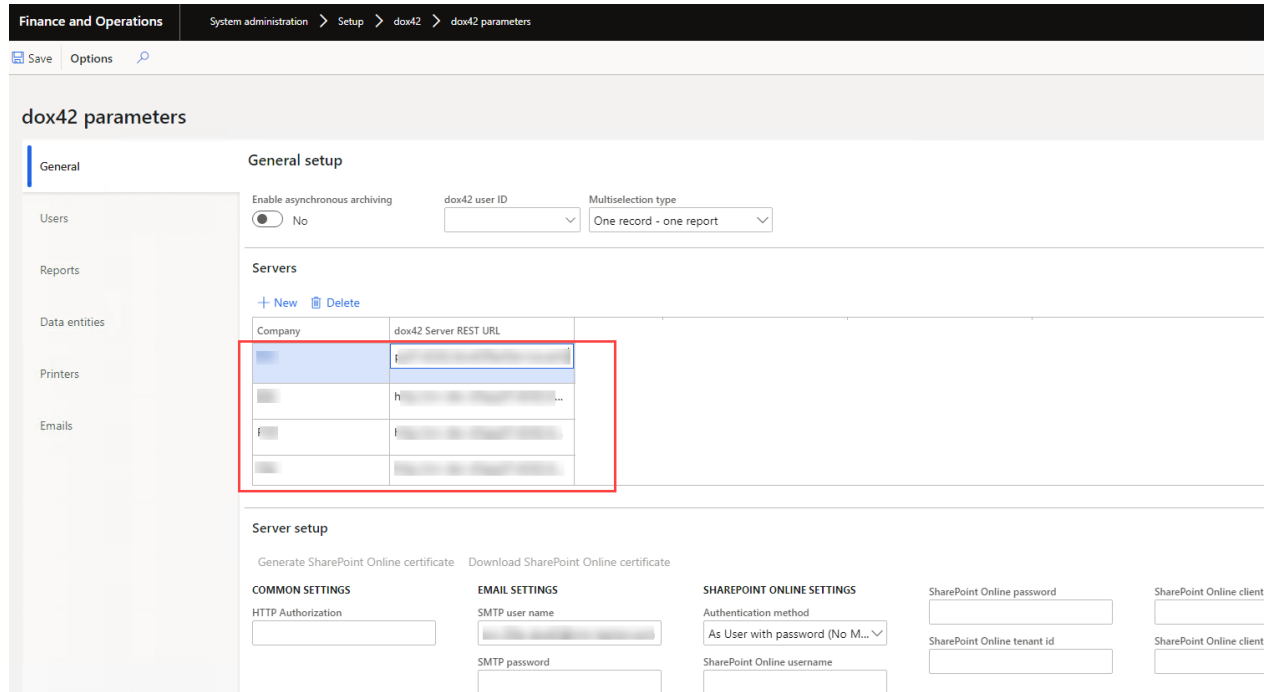 Finance and Operations System administration > Setup > dox42 > dox42 parameters
Save Options
dox42 parameters
General
Users
Reports
Data entities
Printers
Emails
General setup
Enable asynchronous archiving dox42 user ID Multiselection type
No One record - one report
Servers
+ New Delete
Company dox42 Server REST URL
Server setup
Generate SharePoint Online certificate Download SharePoint Online certificate
COMMON SETTINGS EMAIL SETTINGS SHAREPOINT ONLINE SETTINGS SharePoint Online password SharePoint Online client
HTTP Authorization SMTP user name Authentication method
As User with password (No M... SharePoint Online tenant id SharePoint Online client
SMTP password SharePoint Online username